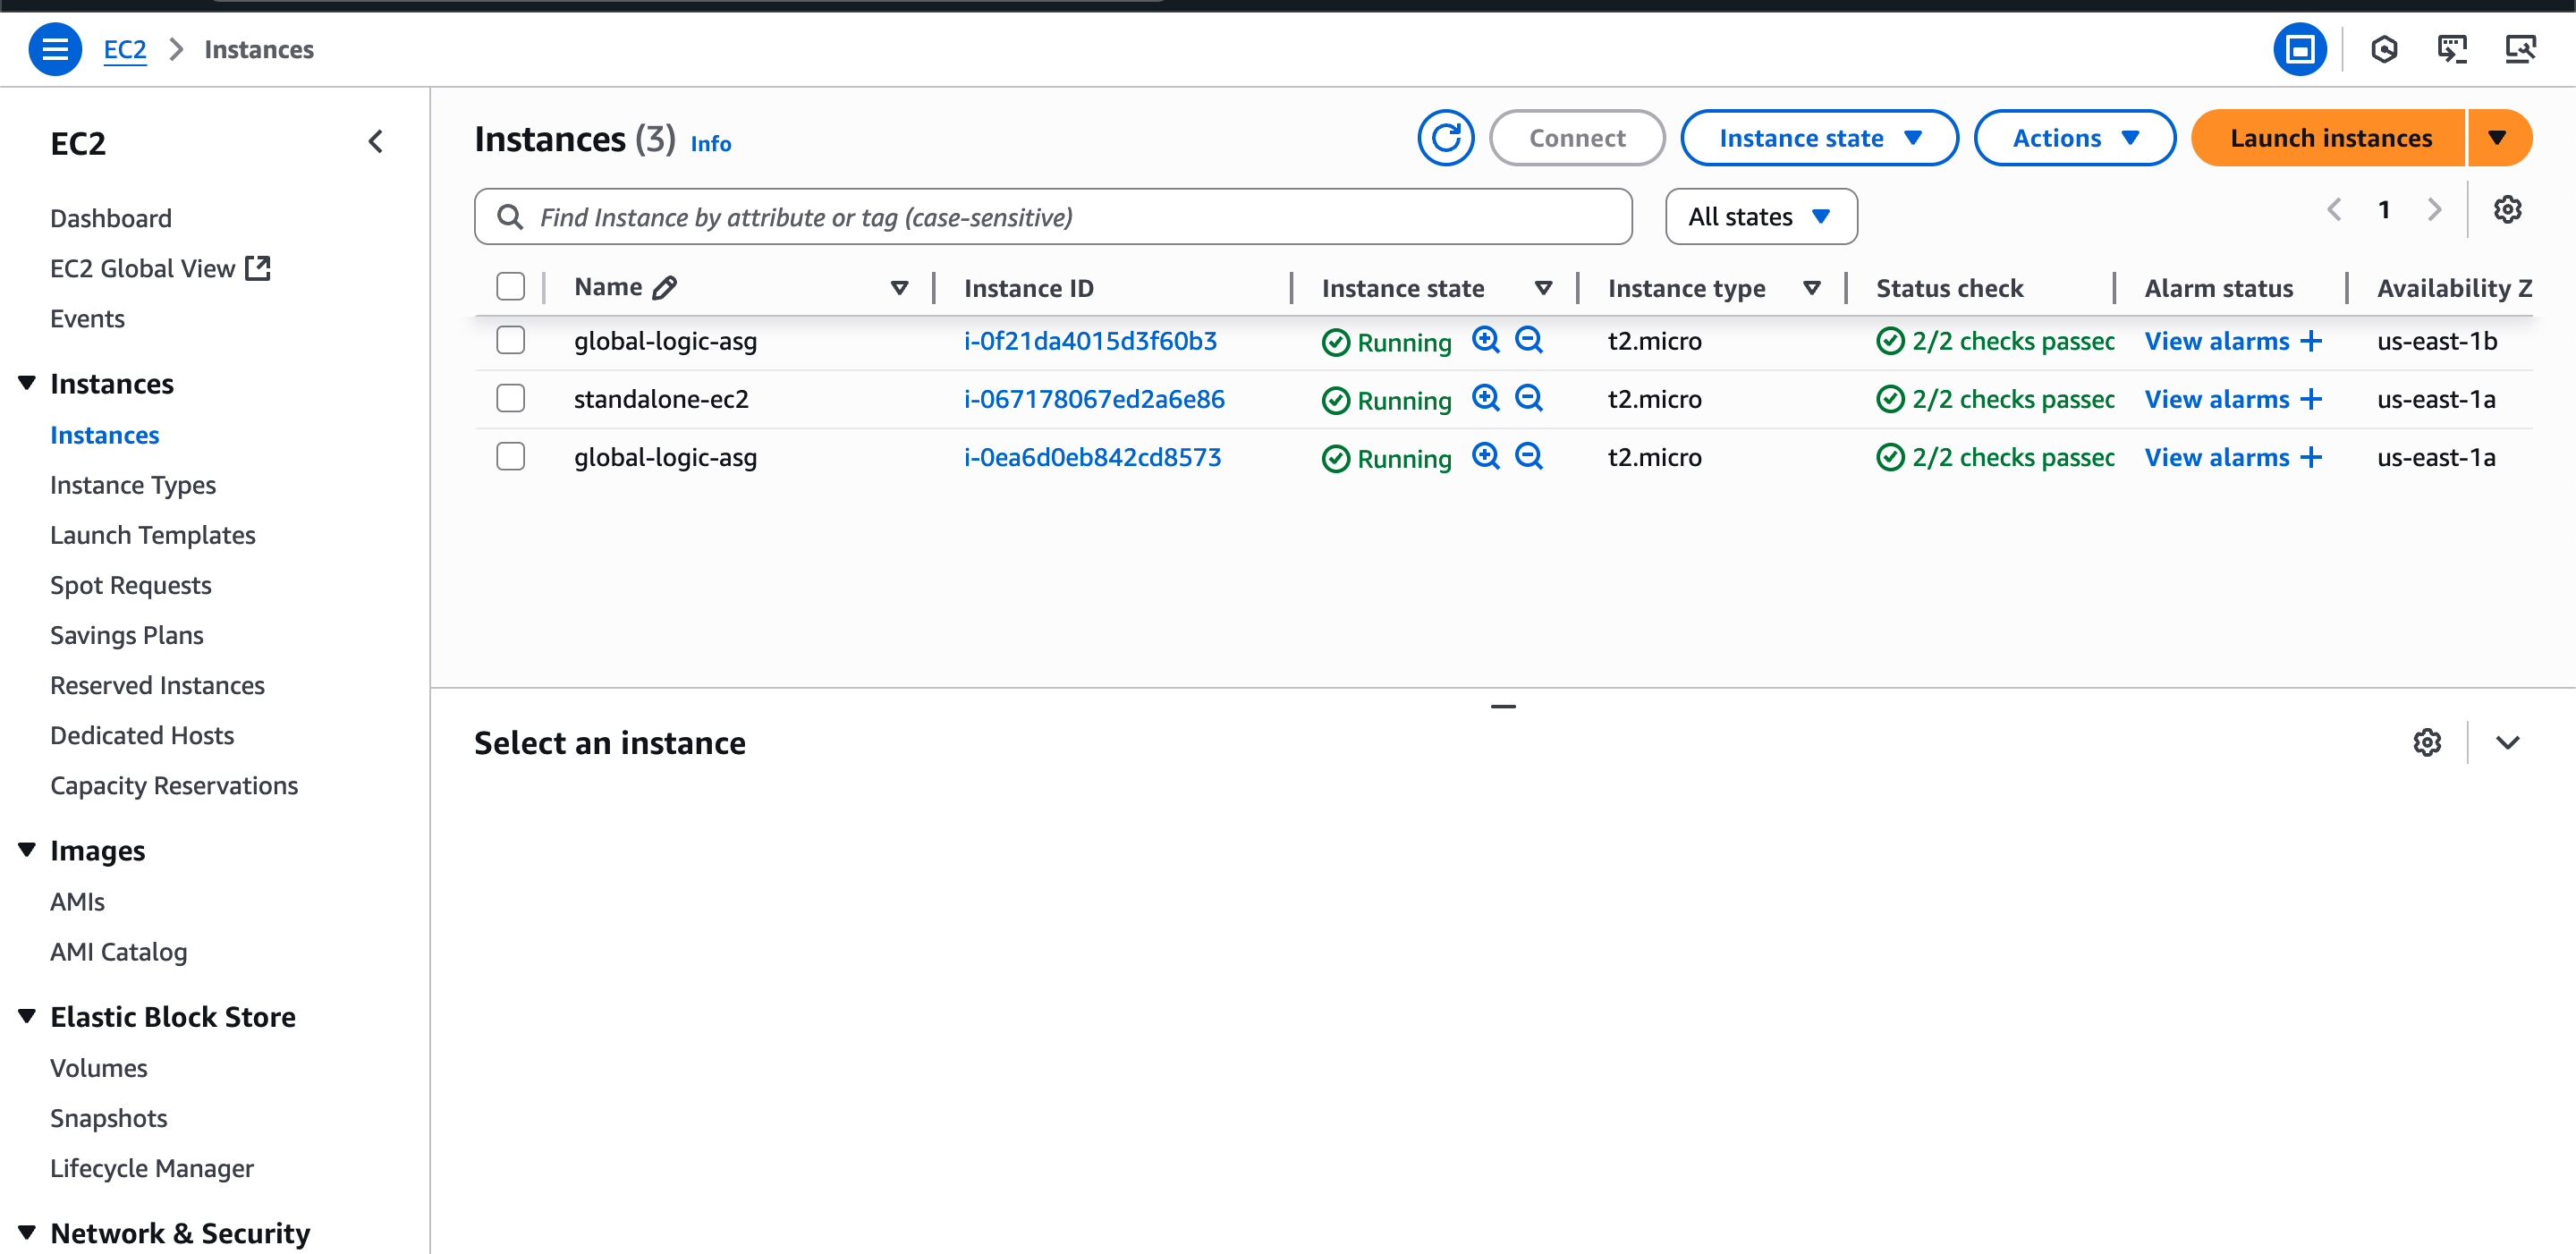 EC2 > Instances
EC2
Dashboard
EC2 Global View
Events
Instances
Instances
Instance Types
Launch Templates
Spot Requests
Savings Plans
Reserved Instances
Dedicated Hosts
Capacity Reservations
Images
AMIs
AMI Catalog
Elastic Block Store
Volumes
Snapshots
Lifecycle Manager
Network & Security
Instances (3) Info
Connect
Instance state
Actions
Launch instances
Find Instance by attribute or tag (case-sensitive)
All states
1
Name Instance ID Instance state Instance type Status check Alarm status Availability Z
global-logic-asg i-0f21da4015d3f60b3 Running t2.micro 2/2 checks passec View alarms + us-east-1b
standalone-ec2 i-067178067ed2a6e86 Running t2.micro 2/2 checks passec View alarms + us-east-1a
global-logic-asg i-0ea6d0eb842cd8573 Running t2.micro 2/2 checks passec View alarms + us-east-1a
Select an instance